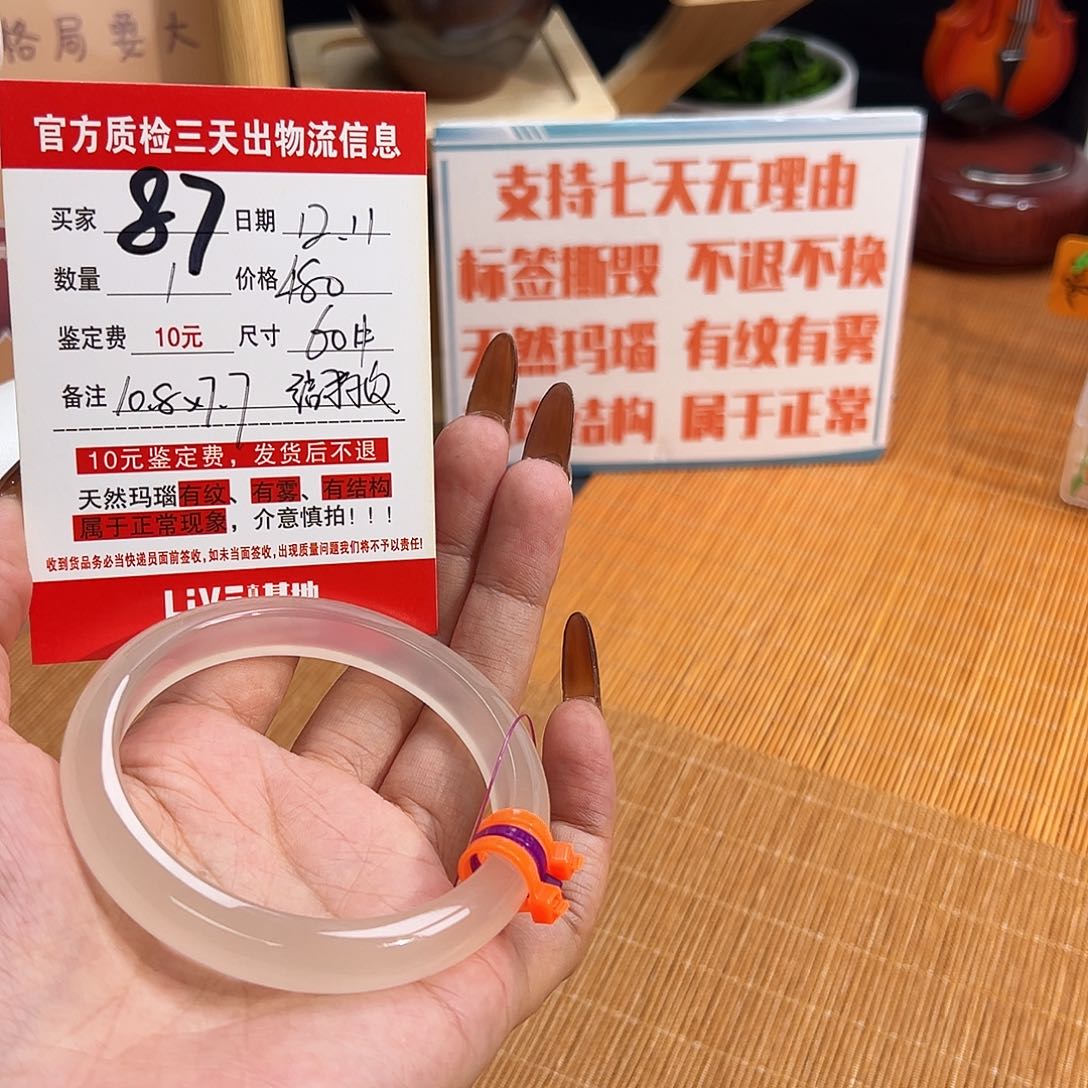 格局要大
官方质检三天出物流信息
买家 87 日期 12.11
数量 1 价格 180
鉴定费 10元 尺寸 60中
备注 10.8x7.7
10元鉴定费，发货后不退
天然玛瑙有纹、有雾、有结构
属于正常现象，介意慎拍！！！
收到货品务必当快递员面前签收，如未当面签收，出现质量问题我们将不予以责任!
支持七天无理由
标签撕毁 不退不换
天然玛瑙 有纹有雾
结构 属于正常